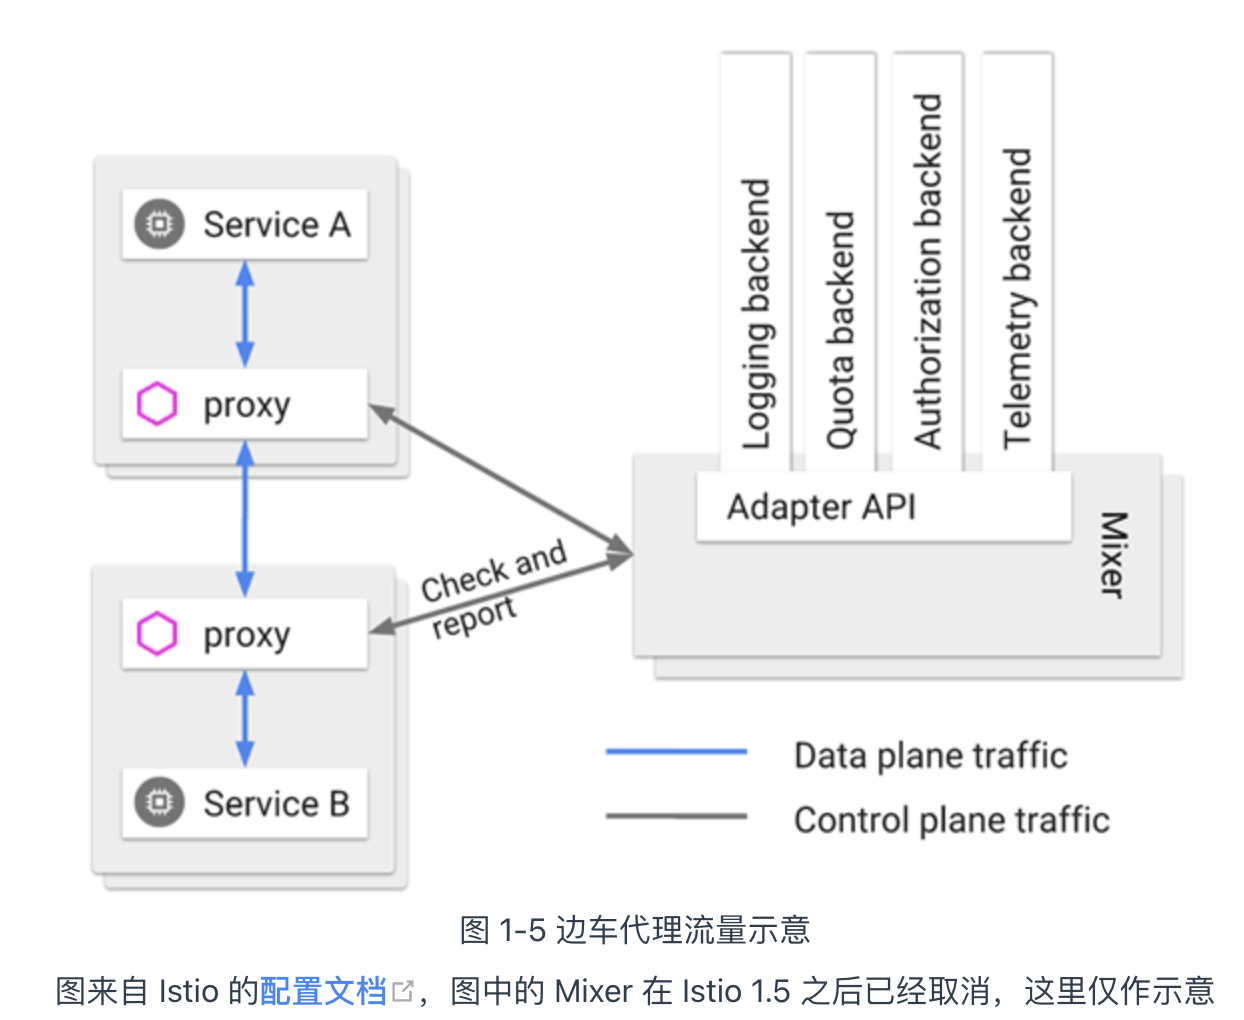 Service A
proxy
proxy
Service B
Check and
report
Logging backend
Quota backend
Authorization backend
Telemetry backend
Adapter API
Mixer
Data plane traffic
Control plane traffic
图 1-5 边车代理流量示意
图来自 Istio 的配置文档，图中的 Mixer 在 Istio 1.5 之后已经取消，这里仅作示意